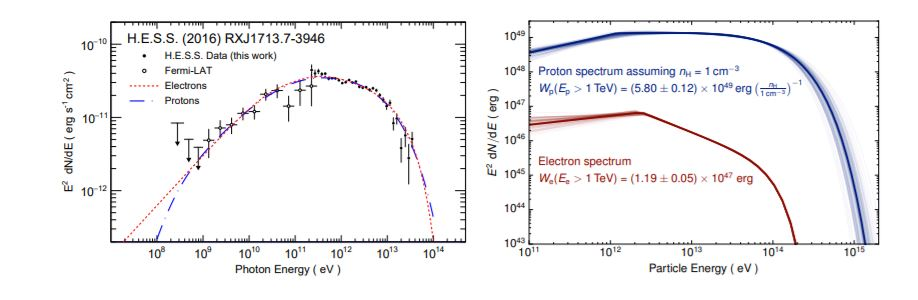 H.E.S.S. (2016) RXJ1713.7-3946
H.E.S.S. Data (this work)
Fermi-LAT
Electrons
Protons
E² dN/dE ( erg s⁻¹ cm⁻² )
10⁻¹⁰
10⁻¹¹
10⁻¹²
10⁸ 10⁹ 10¹⁰ 10¹¹ 10¹² 10¹³ 10¹⁴
Photon Energy ( eV )
Proton spectrum assuming n_H = 1 cm⁻³
W_p(E_p > 1 TeV) = (5.80 ± 0.12) × 10⁴⁹ erg (n_H / 1 cm⁻³)⁻¹
Electron spectrum
W_e(E_e > 1 TeV) = (1.19 ± 0.05) × 10⁴⁷ erg
E² dN/dE ( erg )
10⁴⁹
10⁴⁸
10⁴⁷
10⁴⁶
10⁴⁵
10⁴⁴
10⁴³
10¹¹ 10¹² 10¹³ 10¹⁴ 10¹⁵
Particle Energy ( eV )